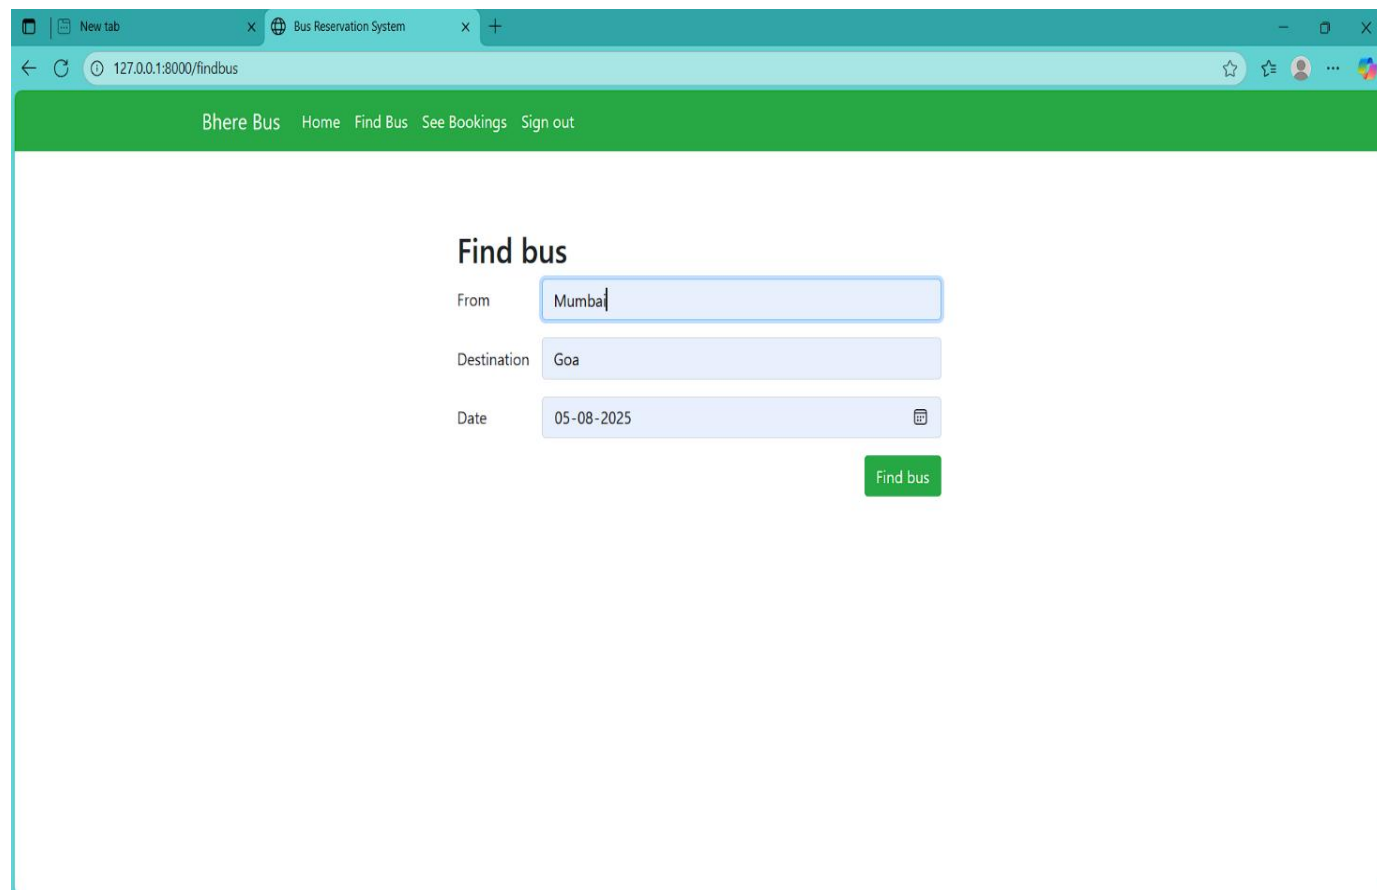 New tab
Bus Reservation System
127.0.0.1:8000/findbus
Bhere Bus Home Find Bus See Bookings Sign out
Find bus
From Mumbai
Destination Goa
Date 05-08-2025
Find bus